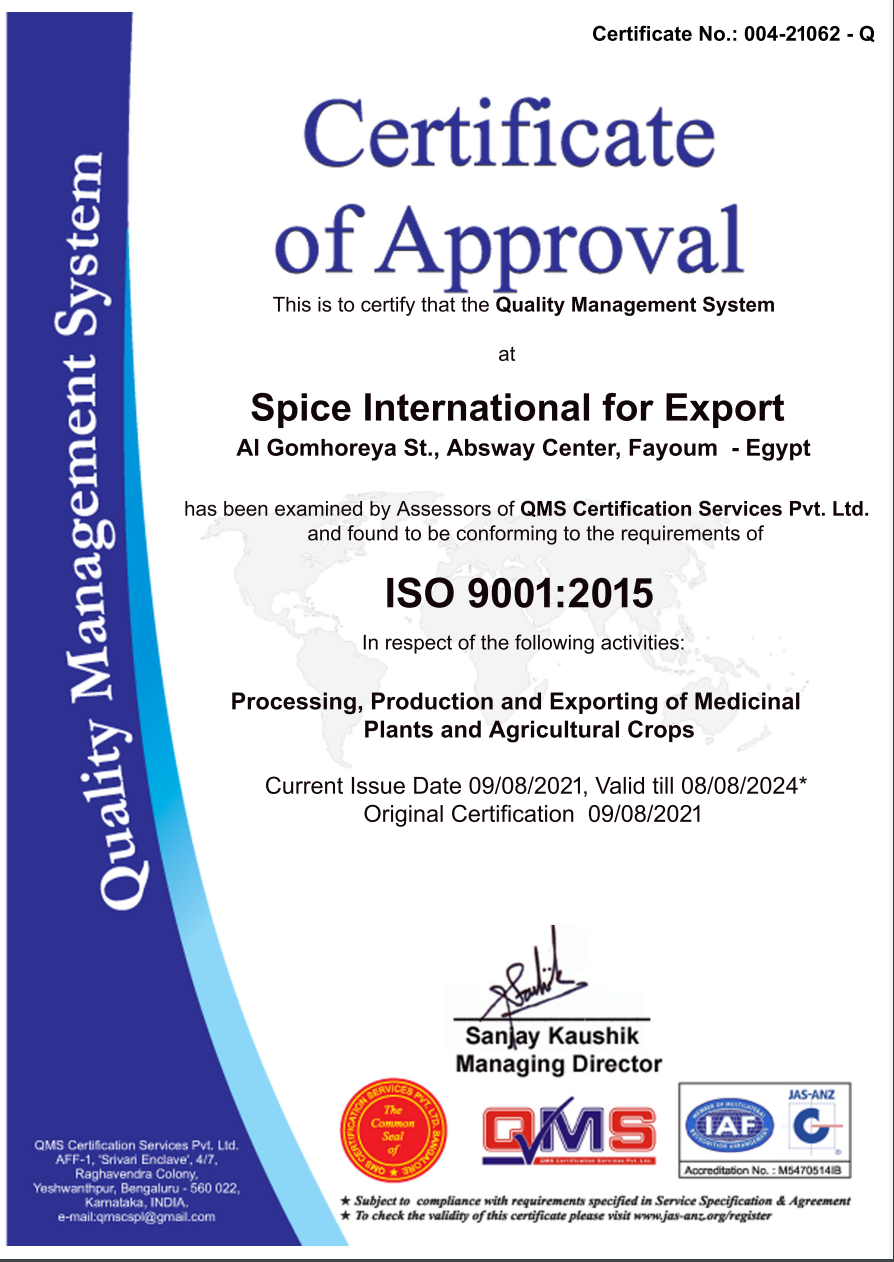 Certificate No.: 004-21062 - Q
Certificate
of Approval
This is to certify that the Quality Management System
at
Spice International for Export
Al Gomhoreya St., Absway Center, Fayoum - Egypt
has been examined by Assessors of QMS Certification Services Pvt. Ltd.
and found to be conforming to the requirements of
ISO 9001:2015
In respect of the following activities:
Processing, Production and Exporting of Medicinal
Plants and Agricultural Crops
Current Issue Date 09/08/2021, Valid till 08/08/2024*
Original Certification 09/08/2021
Sanjay Kaushik
Managing Director
Quality Management System
QMS Certification Services Pvt. Ltd.
AFF-1, 'Srivari Enclave', 4/7,
Raghavendra Colony,
Yeshwanthpur, Bengaluru - 560 022,
Karnataka, INDIA.
e-mail:qmscspl@gmail.com
QMS CERTIFICATION SERVICES PVT. LTD. BANGALORE
The
Common
Seal
of
QMS
QMS Certification Services Pvt. Ltd.
MEMBER OF MULTILATERAL
IAF
RECOGNITION ARRANGEMENT
JAS-ANZ
Accreditation No. : M5470514IB
★ Subject to compliance with requirements specified in Service Specification & Agreement
★ To check the validity of this certificate please visit www.jas-anz.org/register